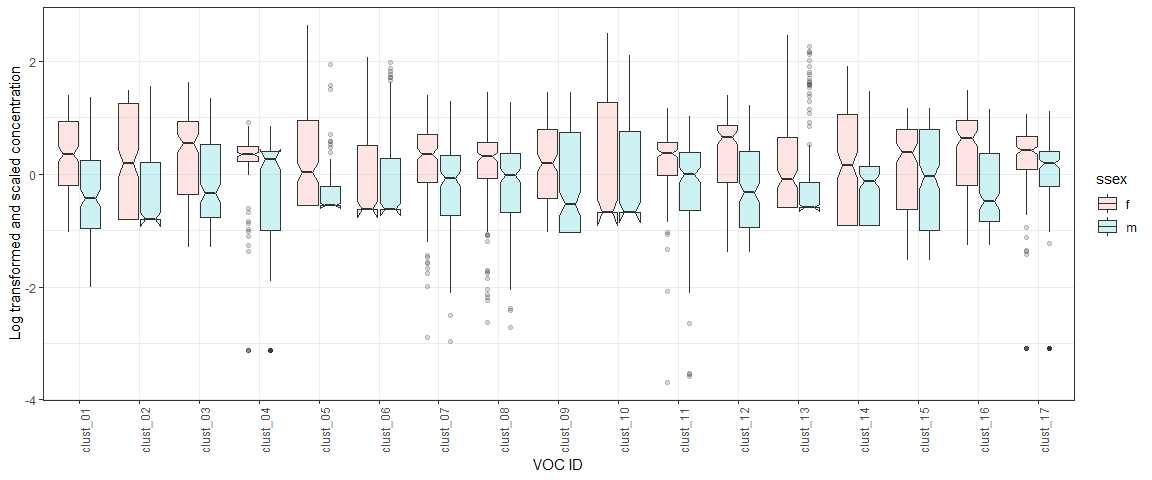 Log transformed and scaled concentration
2
0
-2
-4
clust_01
clust_02
clust_03
clust_04
clust_05
clust_06
clust_07
clust_08
clust_09
clust_10
clust_11
clust_12
clust_13
clust_14
clust_15
clust_16
clust_17
VOC ID
ssex
f
m